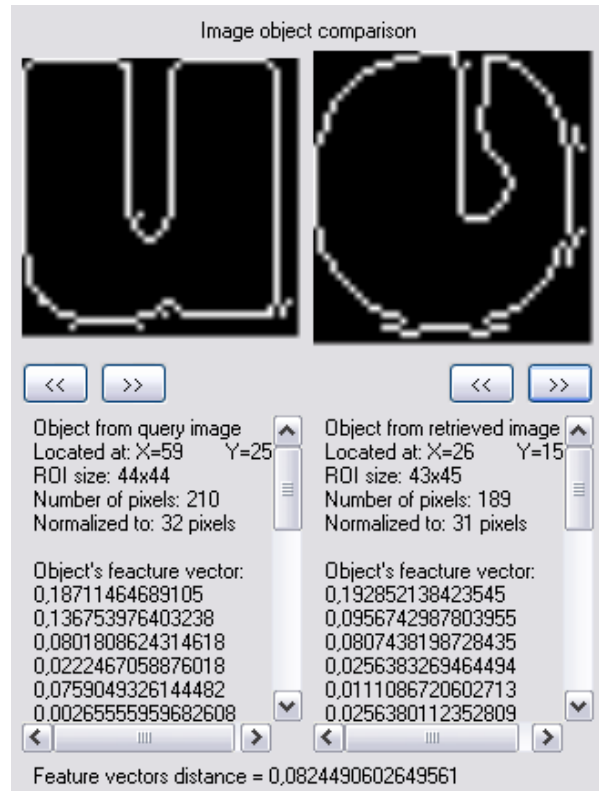 Image object comparison
<< >> << >>
Object from query image
Located at: X=59 Y=25
ROI size: 44x44
Number of pixels: 210
Normalized to: 32 pixels
Object's feacture vector:
0,18711464689105
0,136753976403238
0,0801808624314618
0,0222467058876018
0,0759049326144482
0,00265555959682608
Object from retrieved image
Located at: X=26 Y=15
ROI size: 43x45
Number of pixels: 189
Normalized to: 31 pixels
Object's feacture vector:
0,192852138423545
0,0956742987803955
0,0807438198728435
0,0256383269464494
0,0111086720602713
0,0256380112352809
Feature vectors distance = 0,0824490602649561